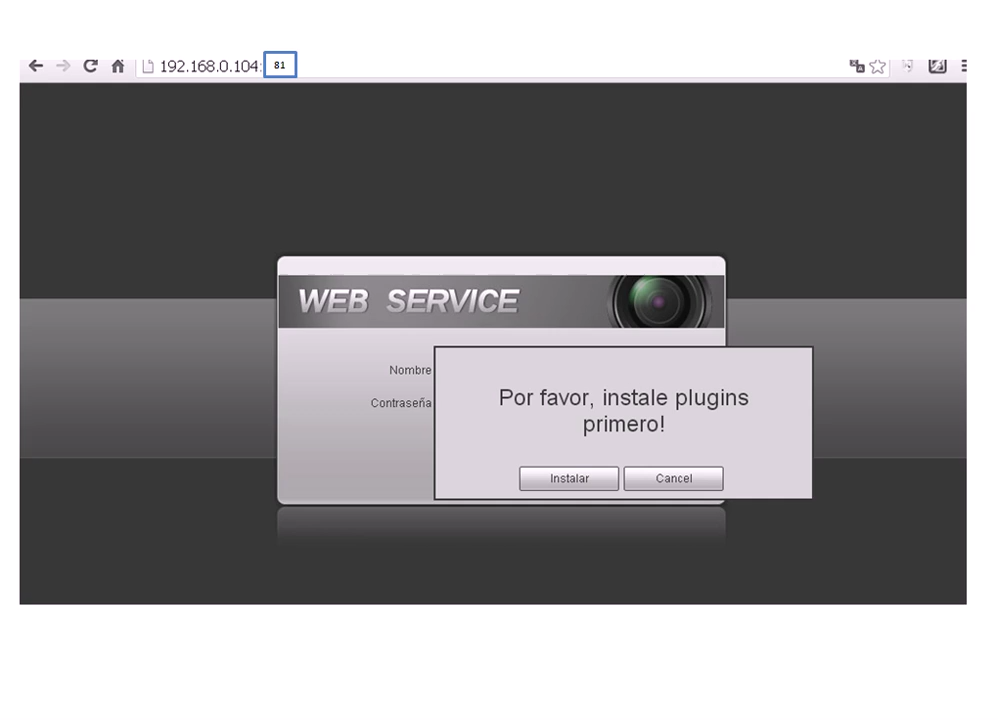 192.168.0.104: 81
WEB SERVICE
Nombre
Contraseña
Por favor, instale plugins
primero!
Instalar Cancel